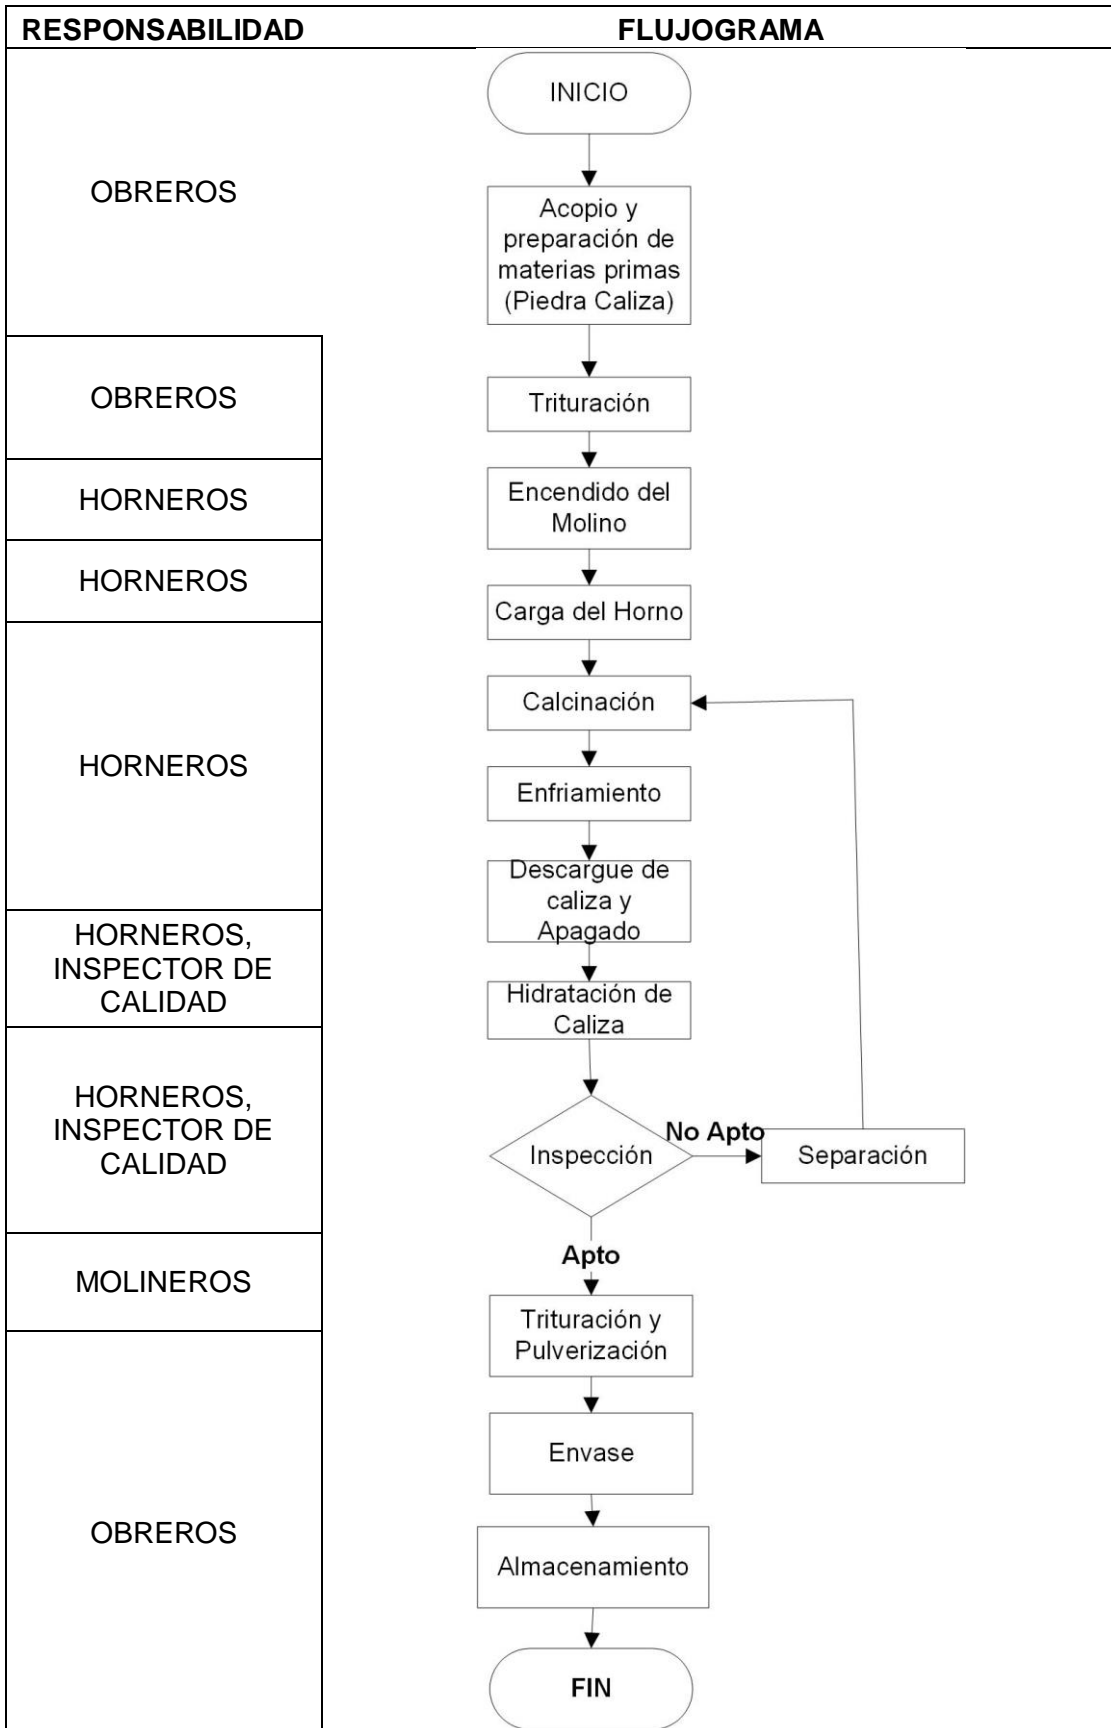 RESPONSABILIDAD FLUJOGRAMA
INICIO
OBREROS
Acopio y
preparación de
materias primas
(Piedra Caliza)
OBREROS
Trituración
HORNEROS
Encendido del
Molino
HORNEROS
Carga del Horno
Calcinación
HORNEROS
Enfriamiento
Descargue de
caliza y
Apagado
HORNEROS,
INSPECTOR DE
CALIDAD
Hidratación de
Caliza
HORNEROS,
INSPECTOR DE
CALIDAD
Inspección
No Apto
Separación
Apto
MOLINEROS
Trituración y
Pulverización
Envase
OBREROS
Almacenamiento
FIN